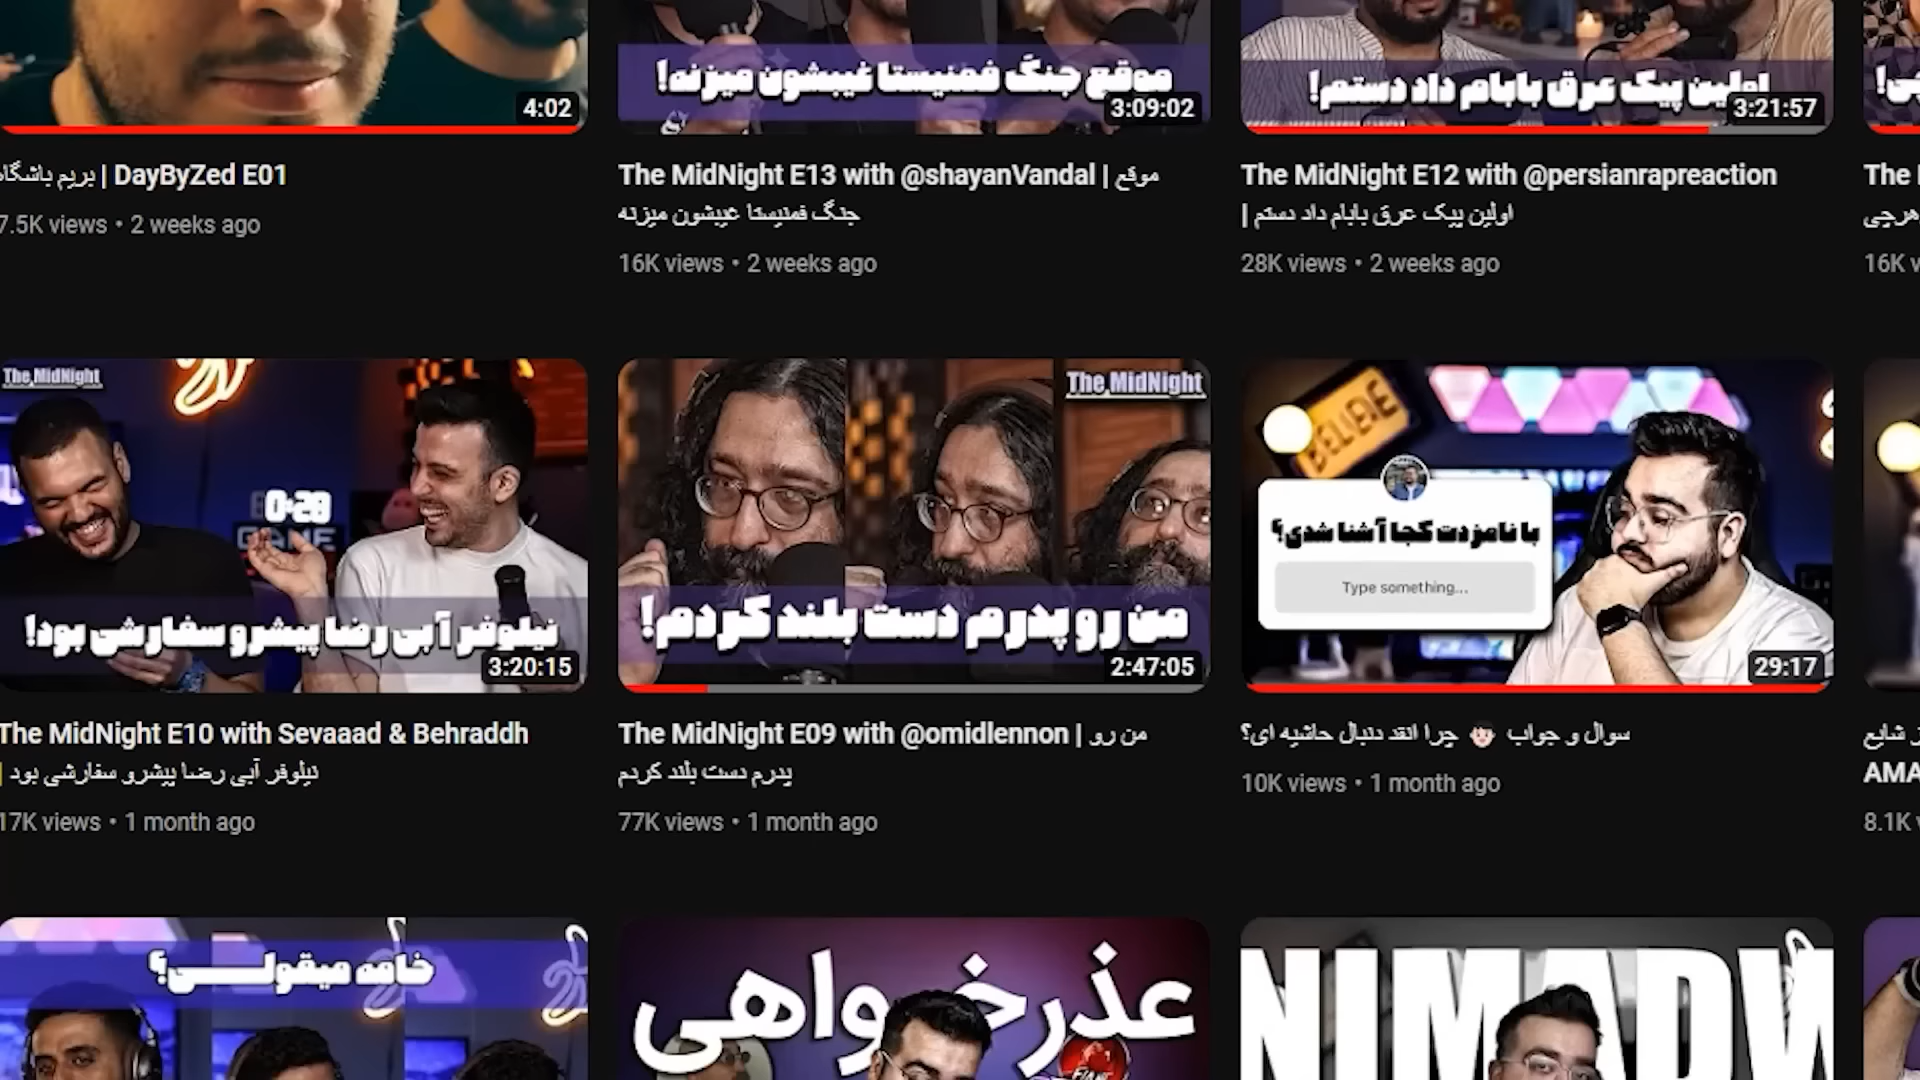 موقع جنگ فمنیستا غیبشون میزنه!
اولین پیک عرق بابام داد دستم!
4:02
3:09:02
3:21:57
بریم باشگاه | DayByZed E01
7.5K views • 2 weeks ago
The MidNight E13 with @shayanVandal | موقع
جنگ فمنیستا غیبشون میزنه
16K views • 2 weeks ago
The MidNight E12 with @persianrapreaction
| اولین پیک عرق بابام داد دستم
28K views • 2 weeks ago
The
هرچی
16K
The MidNight
0:28
GAME
نیلوفر آبی رضا پیشرو سفارشی بود!
3:20:15
The MidNight
من رو پدرم دست بلند کردم!
2:47:05
BELIEVE
با نامزدت کجا آشنا شدی؟
Type something...
29:17
The MidNight E10 with Sevaaad & Behraddh
| نیلوفر آبی رضا پیشرو سفارشی بود
17K views • 1 month ago
The MidNight E09 with @omidlennon | من رو
پدرم دست بلند کردم
77K views • 1 month ago
سوال و جواب 👨🏻 چرا انقد دنبال حاشیه ای؟
10K views • 1 month ago
شایع
AMA
8.1K
خامه میقولی؟
عذرخواهی
NIMADV